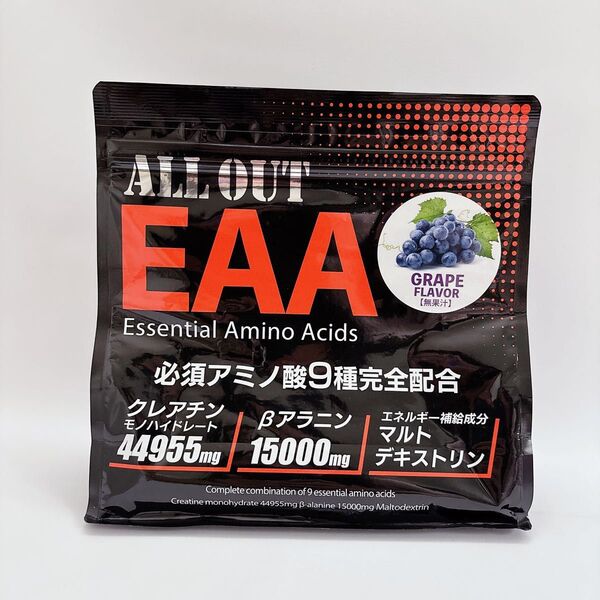 ALL OUT
EAA
Essential Amino Acids
GRAPE
FLAVOR
【無果汁】
必須アミノ酸9種完全配合
クレアチン
モノハイドレート
44955mg
βアラニン
15000mg
エネルギー補給成分
マルト
デキストリン
Complete combination of 9 essential amino acids
Creatine monohydrate 44955mg β-alanine 15000mg Maltodextrin